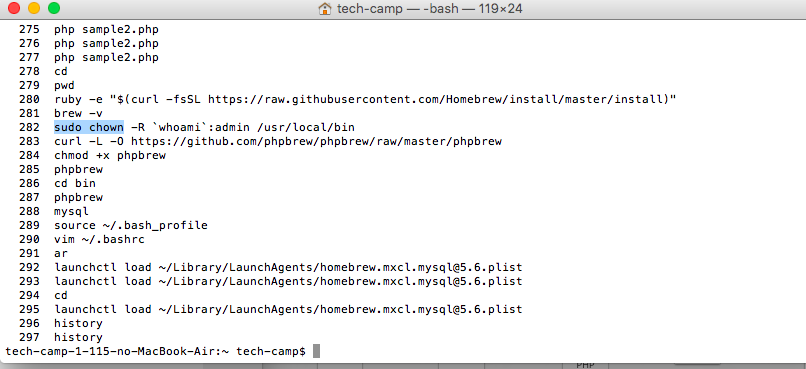 tech-camp — -bash — 119×24
275 php sample2.php
276 php sample2.php
277 php sample2.php
278 cd
279 pwd
280 ruby -e "$(curl -fsSL https://raw.githubusercontent.com/Homebrew/install/master/install)"
281 brew -v
282 sudo chown -R `whoami`:admin /usr/local/bin
283 curl -L -O https://github.com/phpbrew/phpbrew/raw/master/phpbrew
284 chmod +x phpbrew
285 phpbrew
286 cd bin
287 phpbrew
288 mysql
289 source ~/.bash_profile
290 vim ~/.bashrc
291 ar
292 launchctl load ~/Library/LaunchAgents/homebrew.mxcl.mysql@5.6.plist
293 launchctl load ~/Library/LaunchAgents/homebrew.mxcl.mysql@5.6.plist
294 cd
295 launchctl load ~/Library/LaunchAgents/homebrew.mxcl.mysql@5.6.plist
296 history
297 history
tech-camp-1-115-no-MacBook-Air:~ tech-camp$
PHP